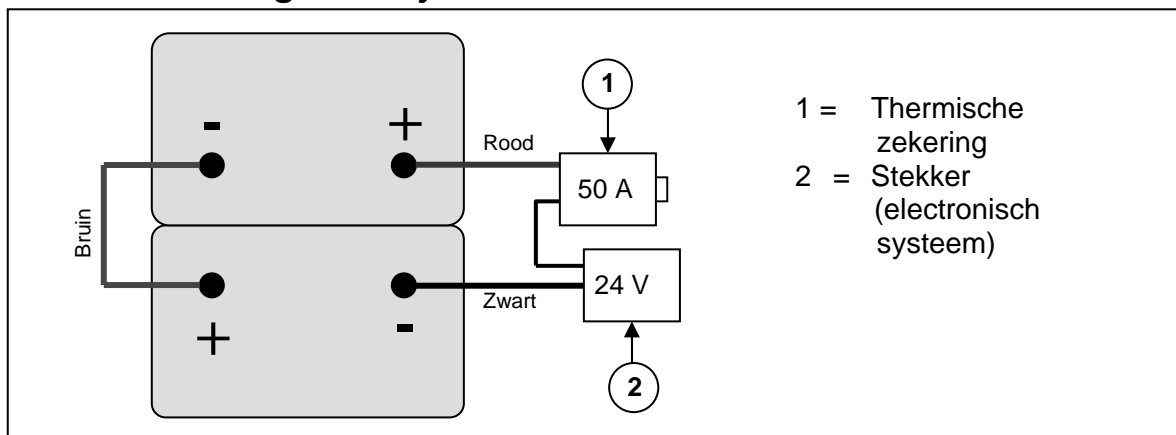 1
- +
Rood
50 A
Bruin
24 V
Zwart
+ -
2
1 = Thermische
zekering
2 = Stekker
(electronisch
systeem)